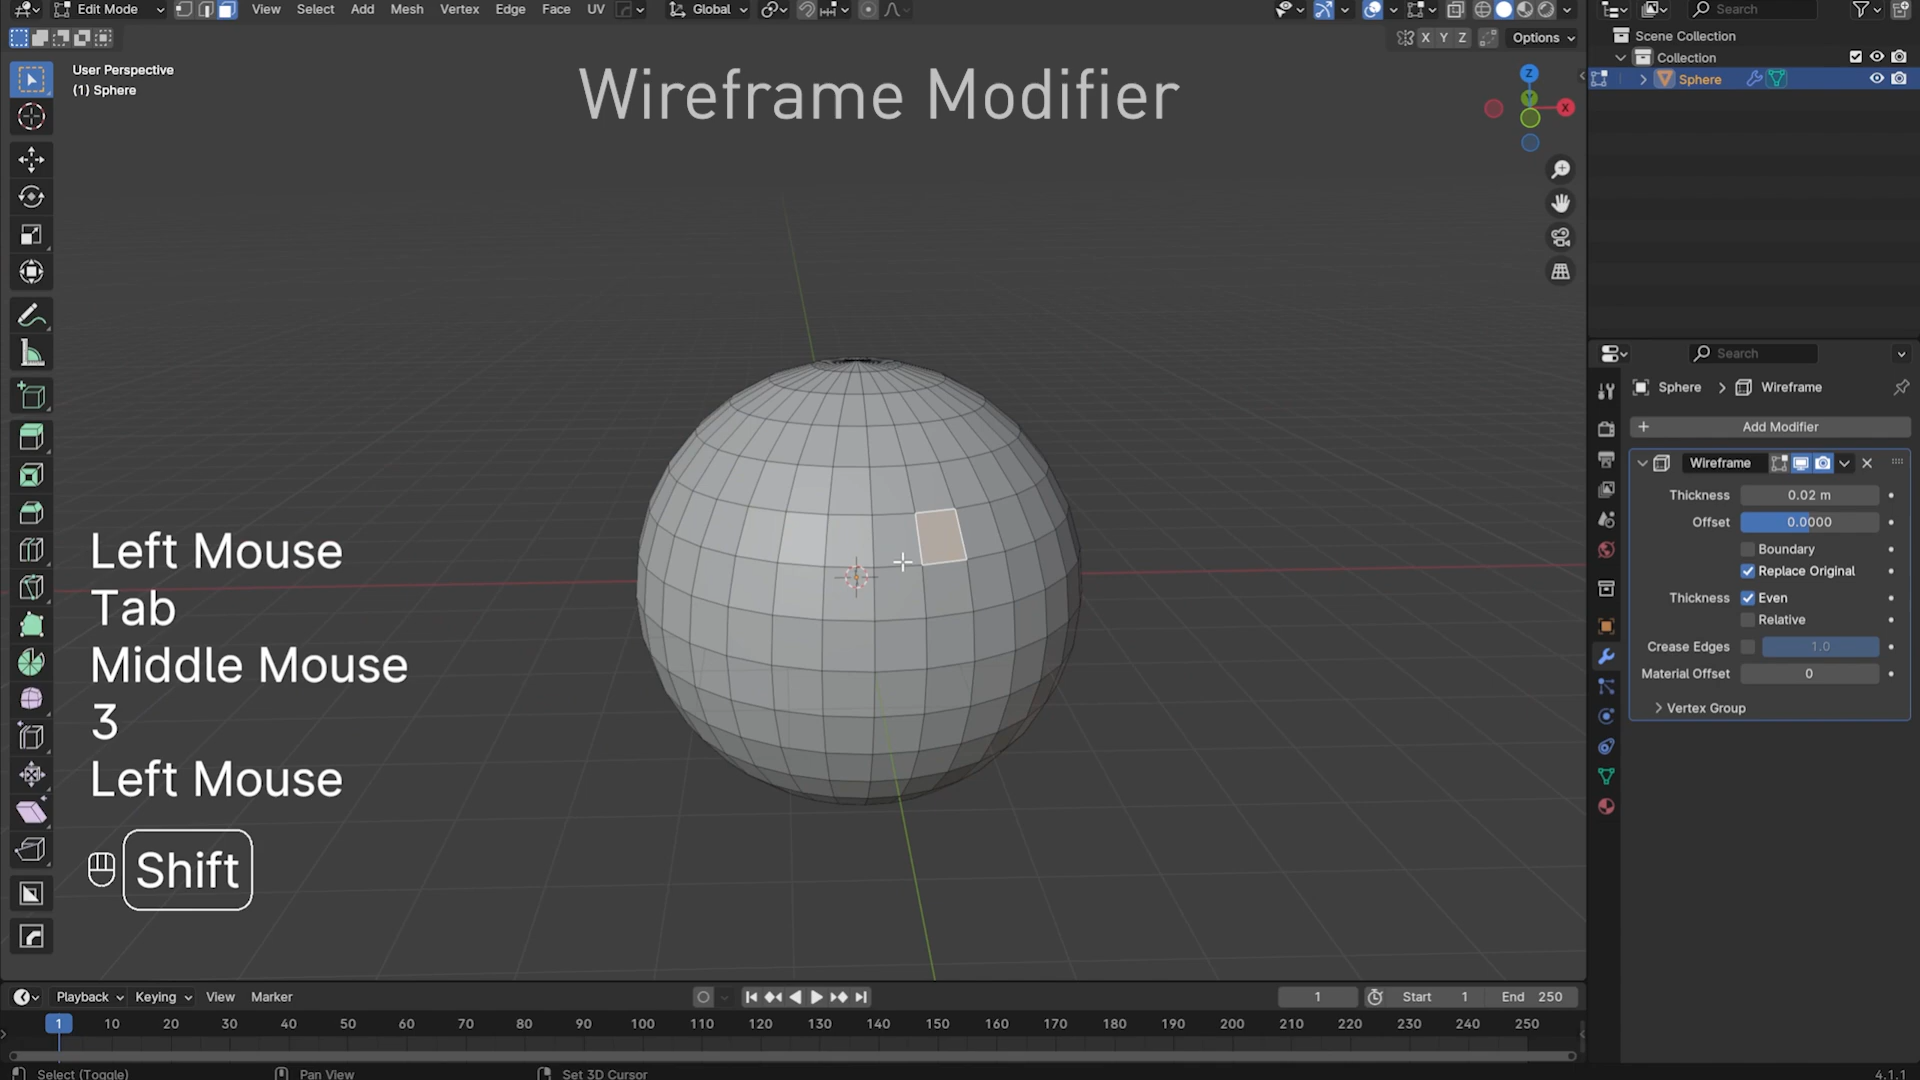 Edit Mode View Select Add Mesh Vertex Edge Face UV Global Search
X Y Z Options
Scene Collection
Collection
Sphere
User Perspective
(1) Sphere
Wireframe Modifier
Z
Y
X
Search
Sphere > Wireframe
+ Add Modifier
Wireframe
Thickness 0.02 m
Offset 0.0000
Boundary
Replace Original
Thickness Even
Relative
Crease Edges 1.0
Material Offset 0
Vertex Group
Left Mouse
Tab
Middle Mouse
3
Left Mouse
Shift
Playback Keying View Marker 1 Start 1 End 250
1 10 20 30 40 50 60 70 80 90 100 110 120 130 140 150 160 170 180 190 200 210 220 230 240 250
Select (Toggle) Pan View Set 3D Cursor 4.1.1